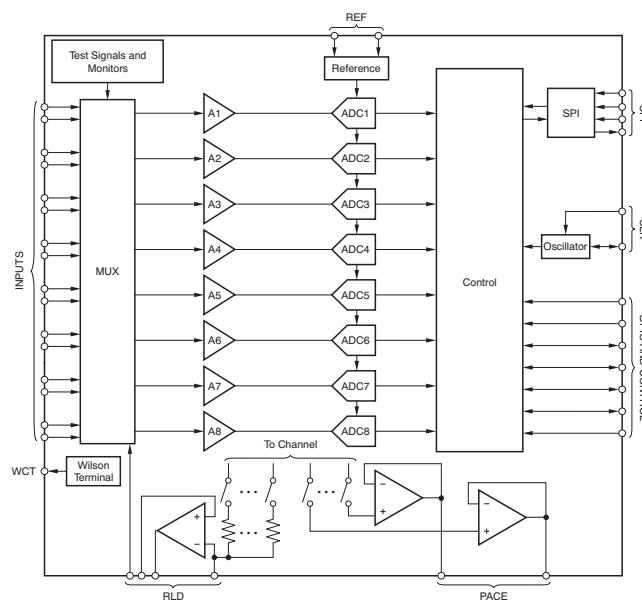 REF
Test Signals and
Monitors
Reference
INPUTS
MUX
A1
ADC1
A2
ADC2
A3
ADC3
A4
ADC4
A5
ADC5
A6
ADC6
A7
ADC7
A8
ADC8
Control
SPI
Oscillator
WCT
Wilson
Terminal
To Channel
RLD
PACE